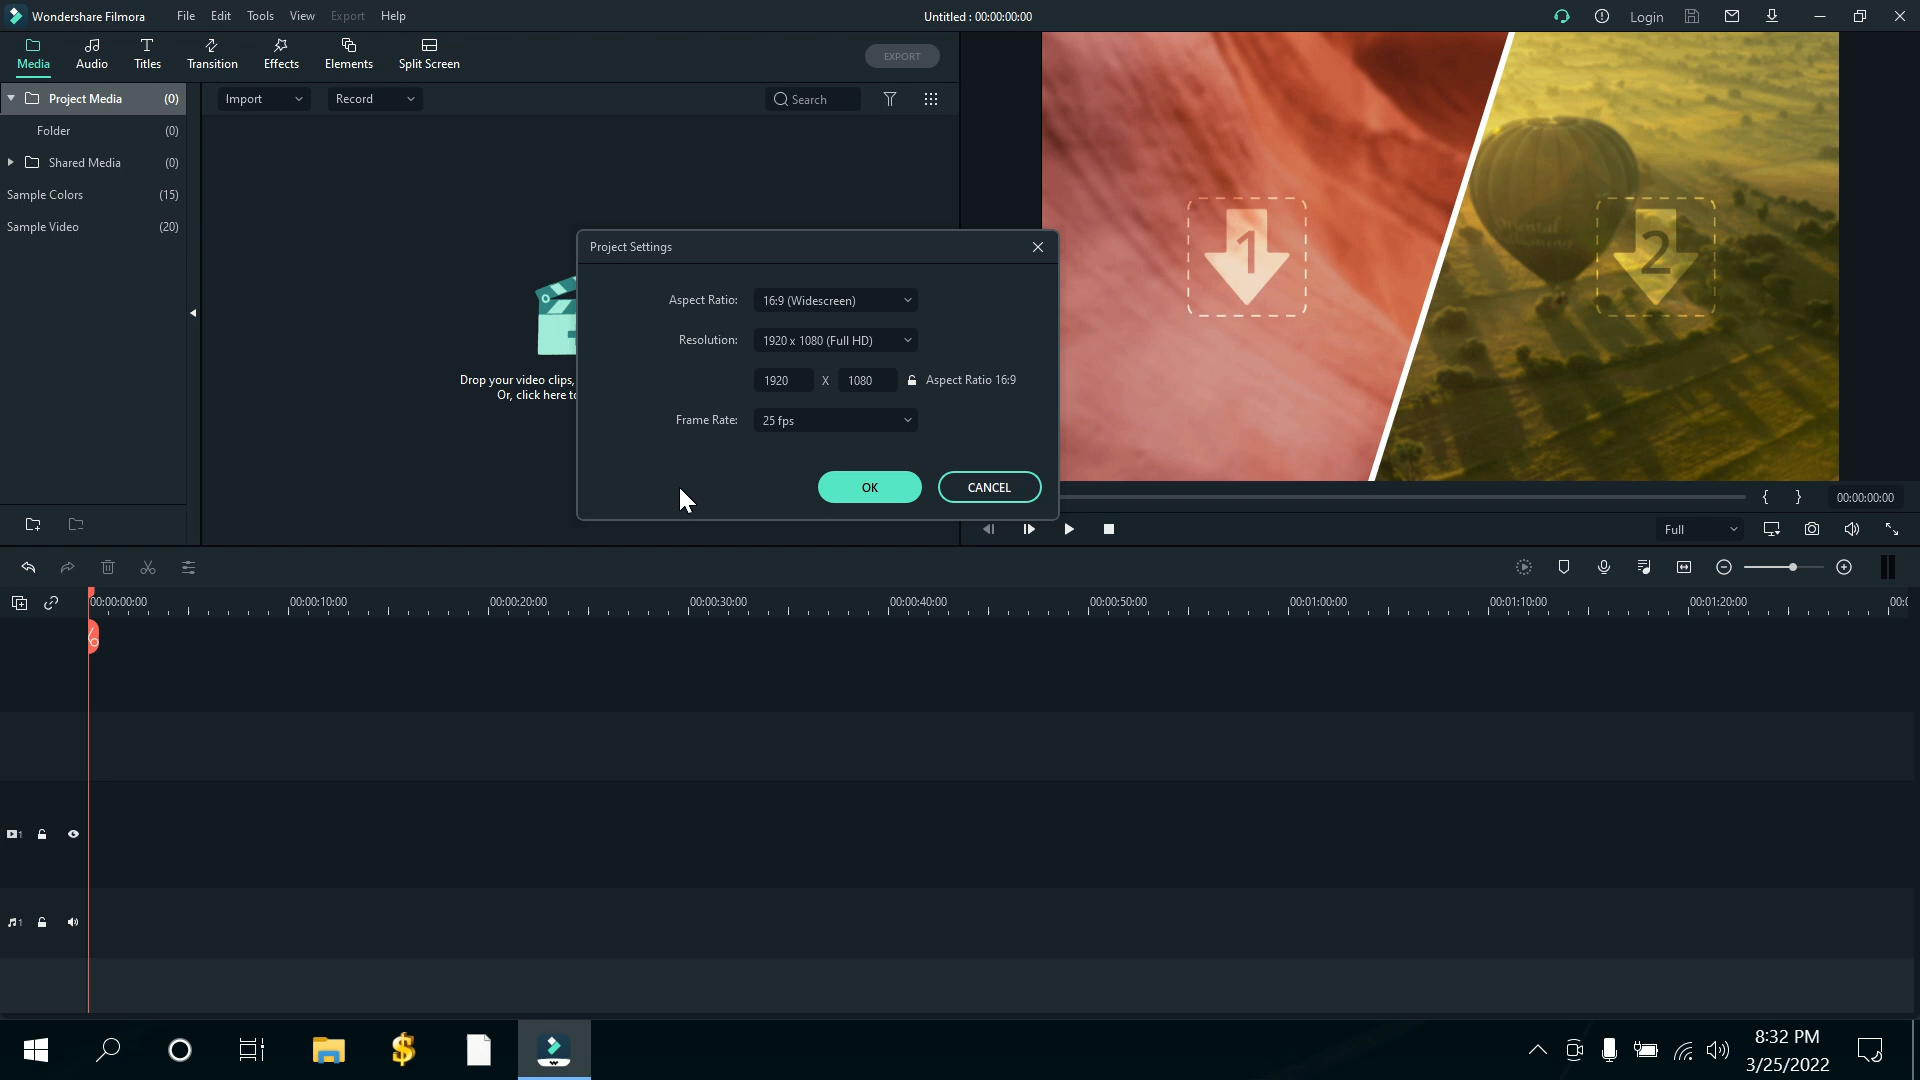 Wondershare Filmora
File Edit Tools View Export Help
Untitled : 00:00:00:00
Login
Media Audio Titles Transition Effects Elements Split Screen
EXPORT
Project Media (0)
Folder (0)
Shared Media (0)
Sample Colors (15)
Sample Video (20)
Import Record Search
Drop your video clips,
Or, click here to
Project Settings
Aspect Ratio: 16:9 (Widescreen)
Resolution: 1920 x 1080 (Full HD)
1920 X 1080 Aspect Ratio 16:9
Frame Rate: 25 fps
OK CANCEL
1
2
{ } 00:00:00:00
Full
00:00:00:00 00:00:10:00 00:00:20:00 00:00:30:00 00:00:40:00 00:00:50:00 00:01:00:00 00:01:10:00 00:01:20:00 00:0
1
1
8:32 PM
3/25/2022